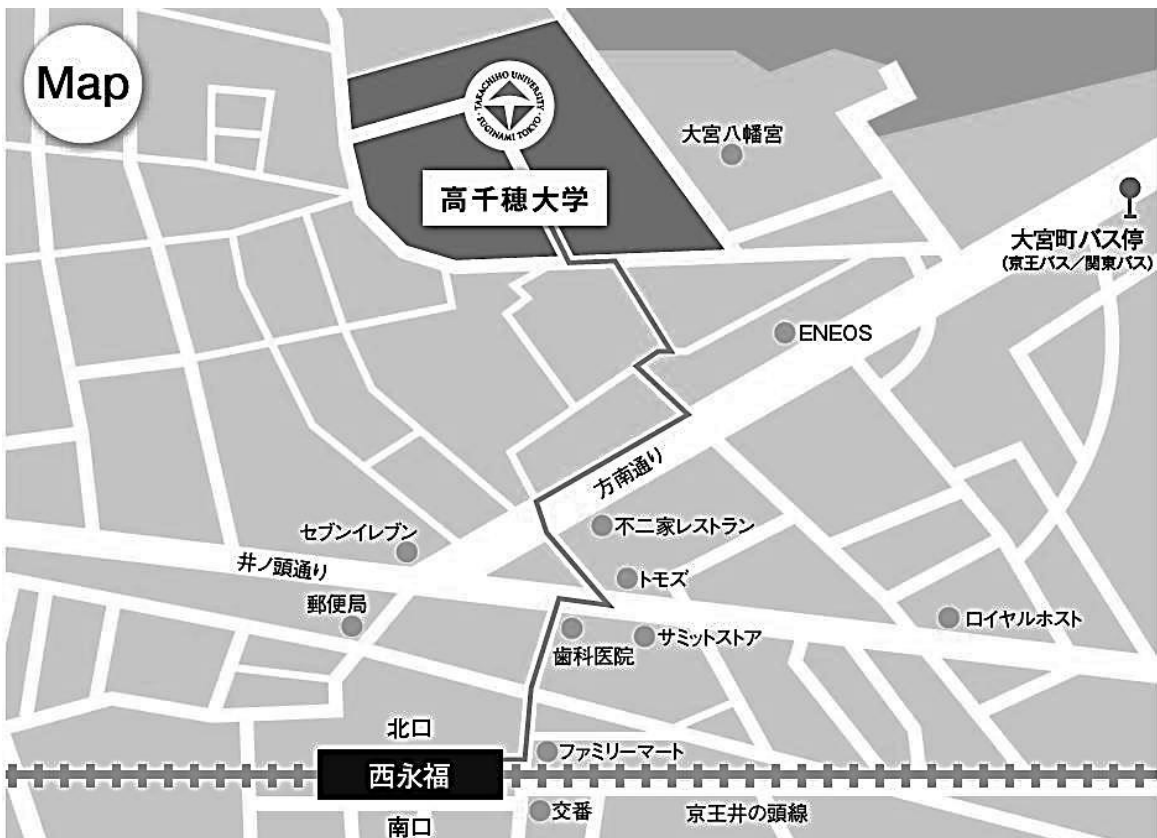 Map
TAKACHIHO UNIVERSITY
SUGINAMI TOKYO
高千穂大学
大宮八幡宮
大宮町バス停
(京王バス/関東バス)
ENEOS
方南通り
不二家レストラン
セブンイレブン
井ノ頭通り
トモズ
郵便局
ロイヤルホスト
サミットストア
歯科医院
北口
ファミリーマート
西永福
交番
京王井の頭線
南口